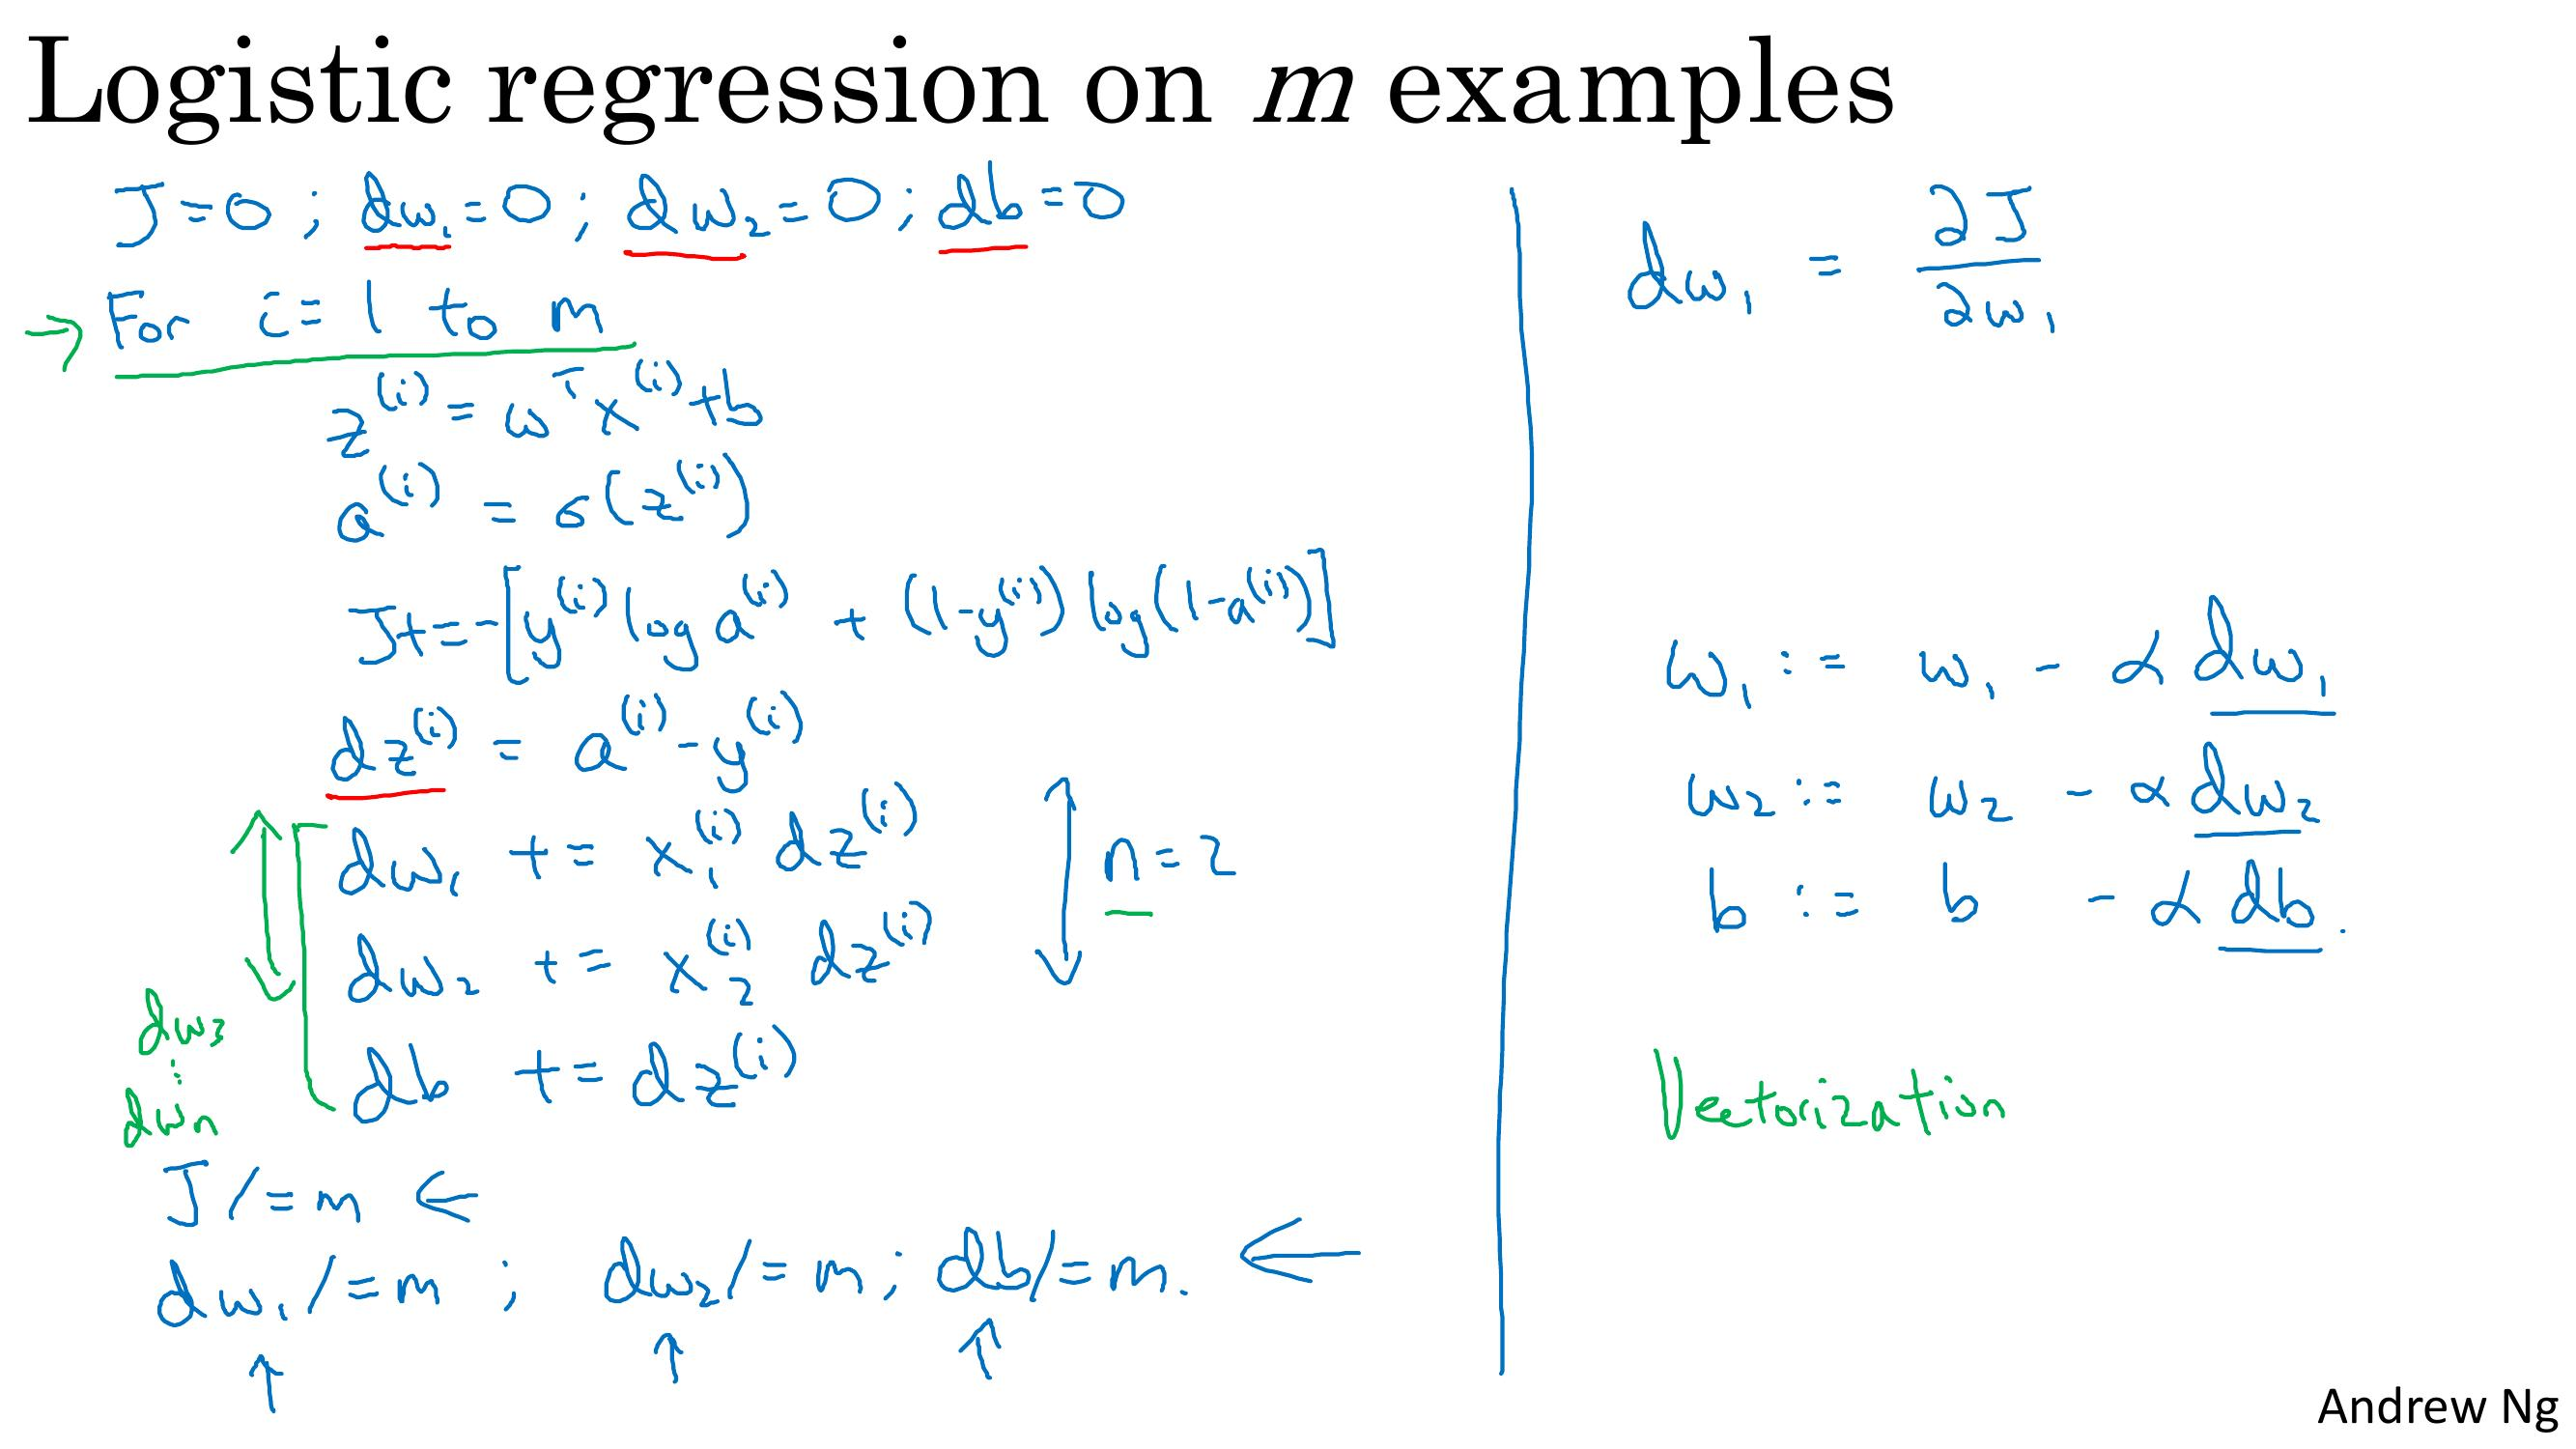 Logistic regression on m examples
J=0; dw₁=0; dw₂=0; db=0
→ For i=1 to m
z⁽ⁱ⁾ = wᵀx⁽ⁱ⁾+b
a⁽ⁱ⁾ = σ(z⁽ⁱ⁾)
J+=-[y⁽ⁱ⁾ log a⁽ⁱ⁾ + (1-y⁽ⁱ⁾) log(1-a⁽ⁱ⁾)]
dz⁽ⁱ⁾ = a⁽ⁱ⁾-y⁽ⁱ⁾
dw₁ += x₁⁽ⁱ⁾ dz⁽ⁱ⁾
dw₂ += x₂⁽ⁱ⁾ dz⁽ⁱ⁾
n=2
db += dz⁽ⁱ⁾
dw₃
⋮
dwₙ
J/=m ←
dw₁/=m; dw₂/=m; db/=m. ←
↑ ↑ ↑
dw₁ = ∂J/∂w₁
w₁ := w₁ - α dw₁
w₂ := w₂ - α dw₂
b := b - α db.
Vectorization
Andrew Ng